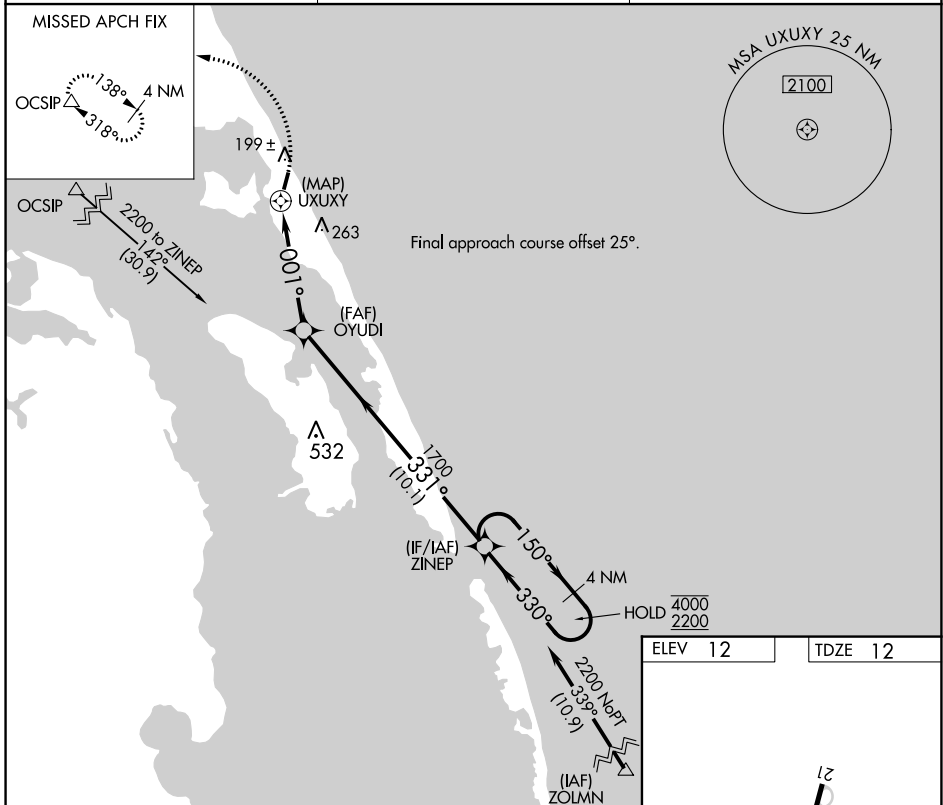 MISSED APCH FIX
138°
4 NM
OCSIP
318°
MSA UXUXY 25 NM
2100
199 ±
(MAP)
UXUXY
OCSIP
263
2200 to ZINEP
142°
(30.9)
Final approach course offset 25°.
001°
(FAF)
OYUDI
532
1700
331°
(10.1)
(IF/IAF)
ZINEP
150°
4 NM
330°
HOLD
4000
2200
ELEV 12
TDZE 12
2200 NoPT
339°
(10.9)
(IAF)
ZOLMN
21